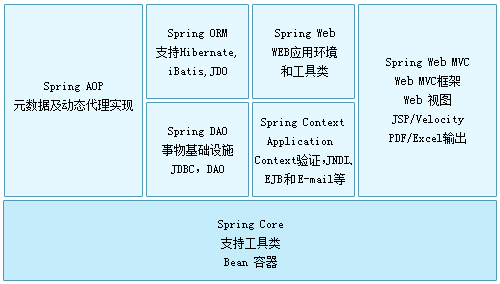 Spring AOP
元数据及动态代理实现
Spring ORM
支持Hibernate,
iBatis,JDO
Spring Web
WEB应用环境
和工具类
Spring Web MVC
Web MVC框架
Web 视图
JSP/Velocity
PDF/Excel输出
Spring DAO
事物基础设施
JDBC，DAO
Spring Context
Application
Context验证,JNDI、
EJB和E-mail等
Spring Core
支持工具类
Bean 容器